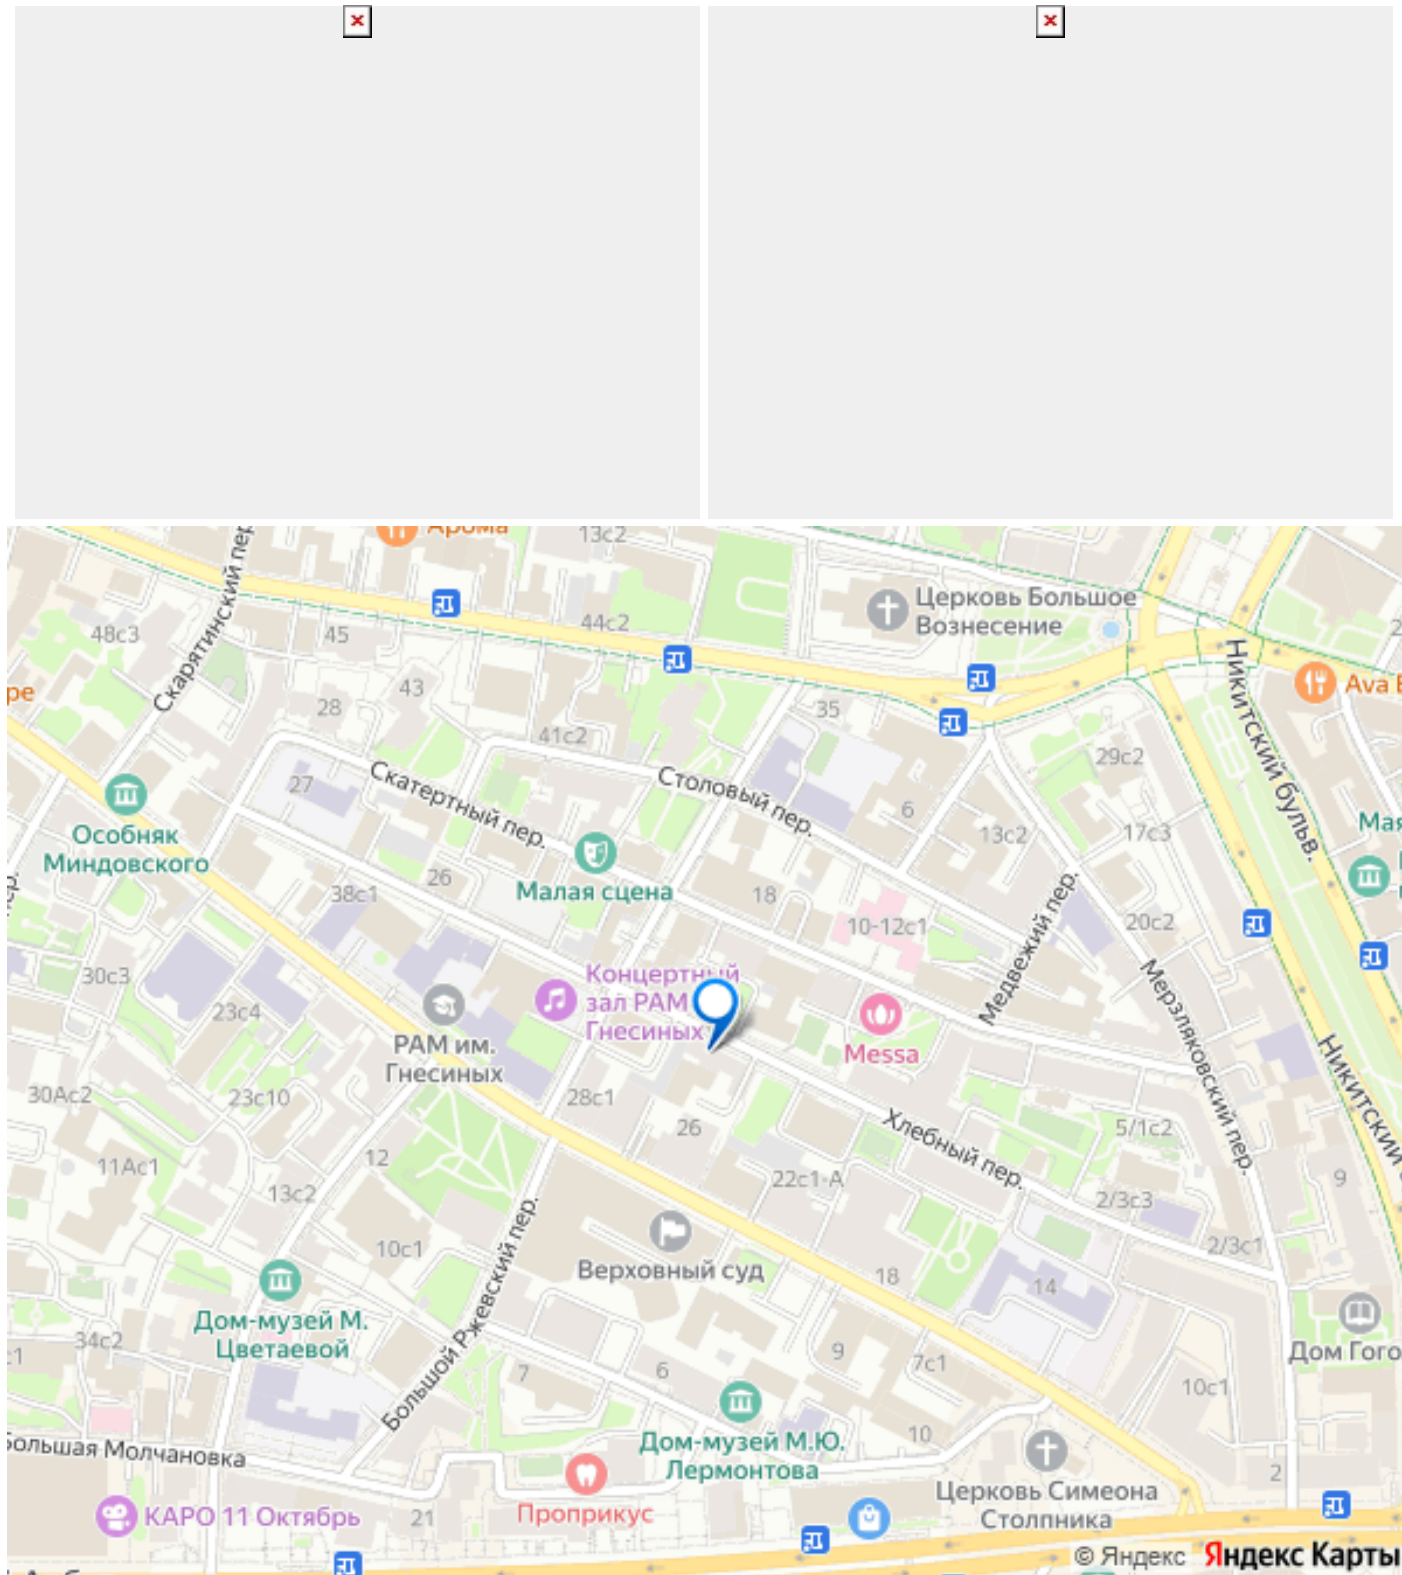 Арома
13с2
Скарятинский пер.
Церковь Большое
Вознесение
44с2
48с3
45
Никитский бульв.
ре
43
28
35
Ava
41с2
29с2
27
Скатертный пер.
Столовый пер.
6
13с2
17с3
Особняк
Миндовского
Малая сцена
26
38с1
18
10-12с1
20с2
Медвежий пер.
Мерзляковский пер.
30с3
Концертный
зал РАМ
Гнесиных
23с4
РАМ им.
Гнесиных
Messa
Никитский
30Ас2
23с10
28с1
26
Хлебный пер.
5/1с2
11Ас1
12
13с2
22с1-А
2/3с3
9
10с1
Большой Ржевский пер.
Верховный суд
18
14
2/3с1
Дом-музей М.
Цветаевой
34с2
7
6
9
7с1
Дом Гого
10с1
Большая Молчановка
Дом-музей М.Ю.
Лермонтова
10
2
Проприкус
Церковь Симеона
Столпника
КАРО 11 Октябрь
21
© Яндекс Яндекс Карты